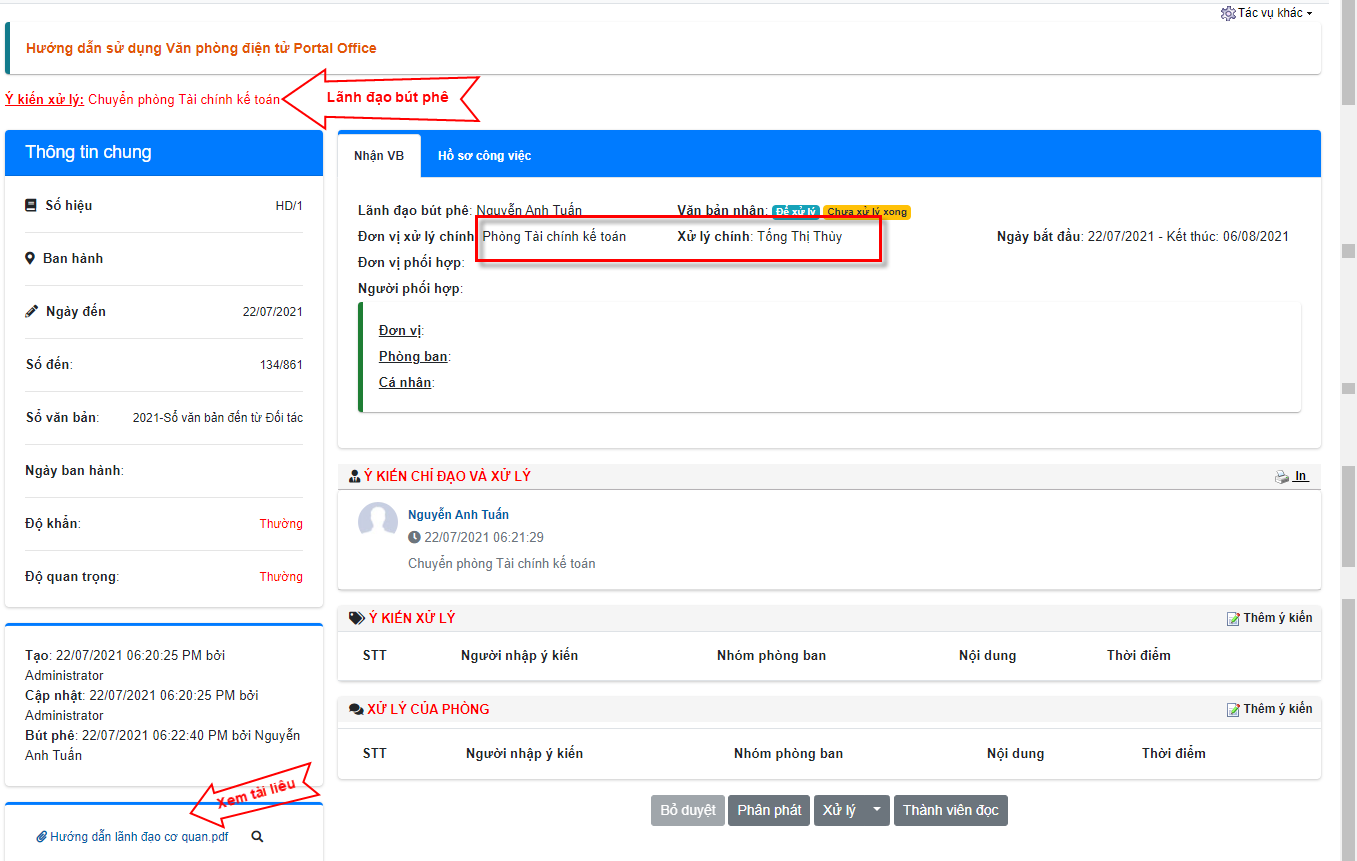 Tác vụ khác
Hướng dẫn sử dụng Văn phòng điện tử Portal Office
Ý kiến xử lý: Chuyển phòng Tài chính kế toán
Lãnh đạo bút phê
Thông tin chung
Số hiệu HD/1
Ban hành
Ngày đến 22/07/2021
Số đến: 134/861
Sổ văn bản: 2021-Sổ văn bản đến từ Đối tác
Ngày ban hành:
Độ khẩn: Thường
Độ quan trọng: Thường
Tạo: 22/07/2021 06:20:25 PM bởi
Administrator
Cập nhật: 22/07/2021 06:20:25 PM bởi
Administrator
Bút phê: 22/07/2021 06:22:40 PM bởi Nguyễn
Anh Tuấn
Xem tài liệu
Hướng dẫn lãnh đạo cơ quan.pdf
Nhận VB Hồ sơ công việc
Lãnh đạo bút phê: Nguyễn Anh Tuấn Văn bản nhận: Để xử lý Chưa xử lý xong
Đơn vị xử lý chính Phòng Tài chính kế toán Xử lý chính: Tống Thị Thùy Ngày bắt đầu: 22/07/2021 - Kết thúc: 06/08/2021
Đơn vị phối hợp:
Người phối hợp:
Đơn vị:
Phòng ban:
Cá nhân:
Ý KIẾN CHỈ ĐẠO VÀ XỬ LÝ In
Nguyễn Anh Tuấn
22/07/2021 06:21:29
Chuyển phòng Tài chính kế toán
Ý KIẾN XỬ LÝ Thêm ý kiến
STT Người nhập ý kiến Nhóm phòng ban Nội dung Thời điểm
XỬ LÝ CỦA PHÒNG Thêm ý kiến
STT Người nhập ý kiến Nhóm phòng ban Nội dung Thời điểm
Bỏ duyệt Phân phát Xử lý Thành viên đọc